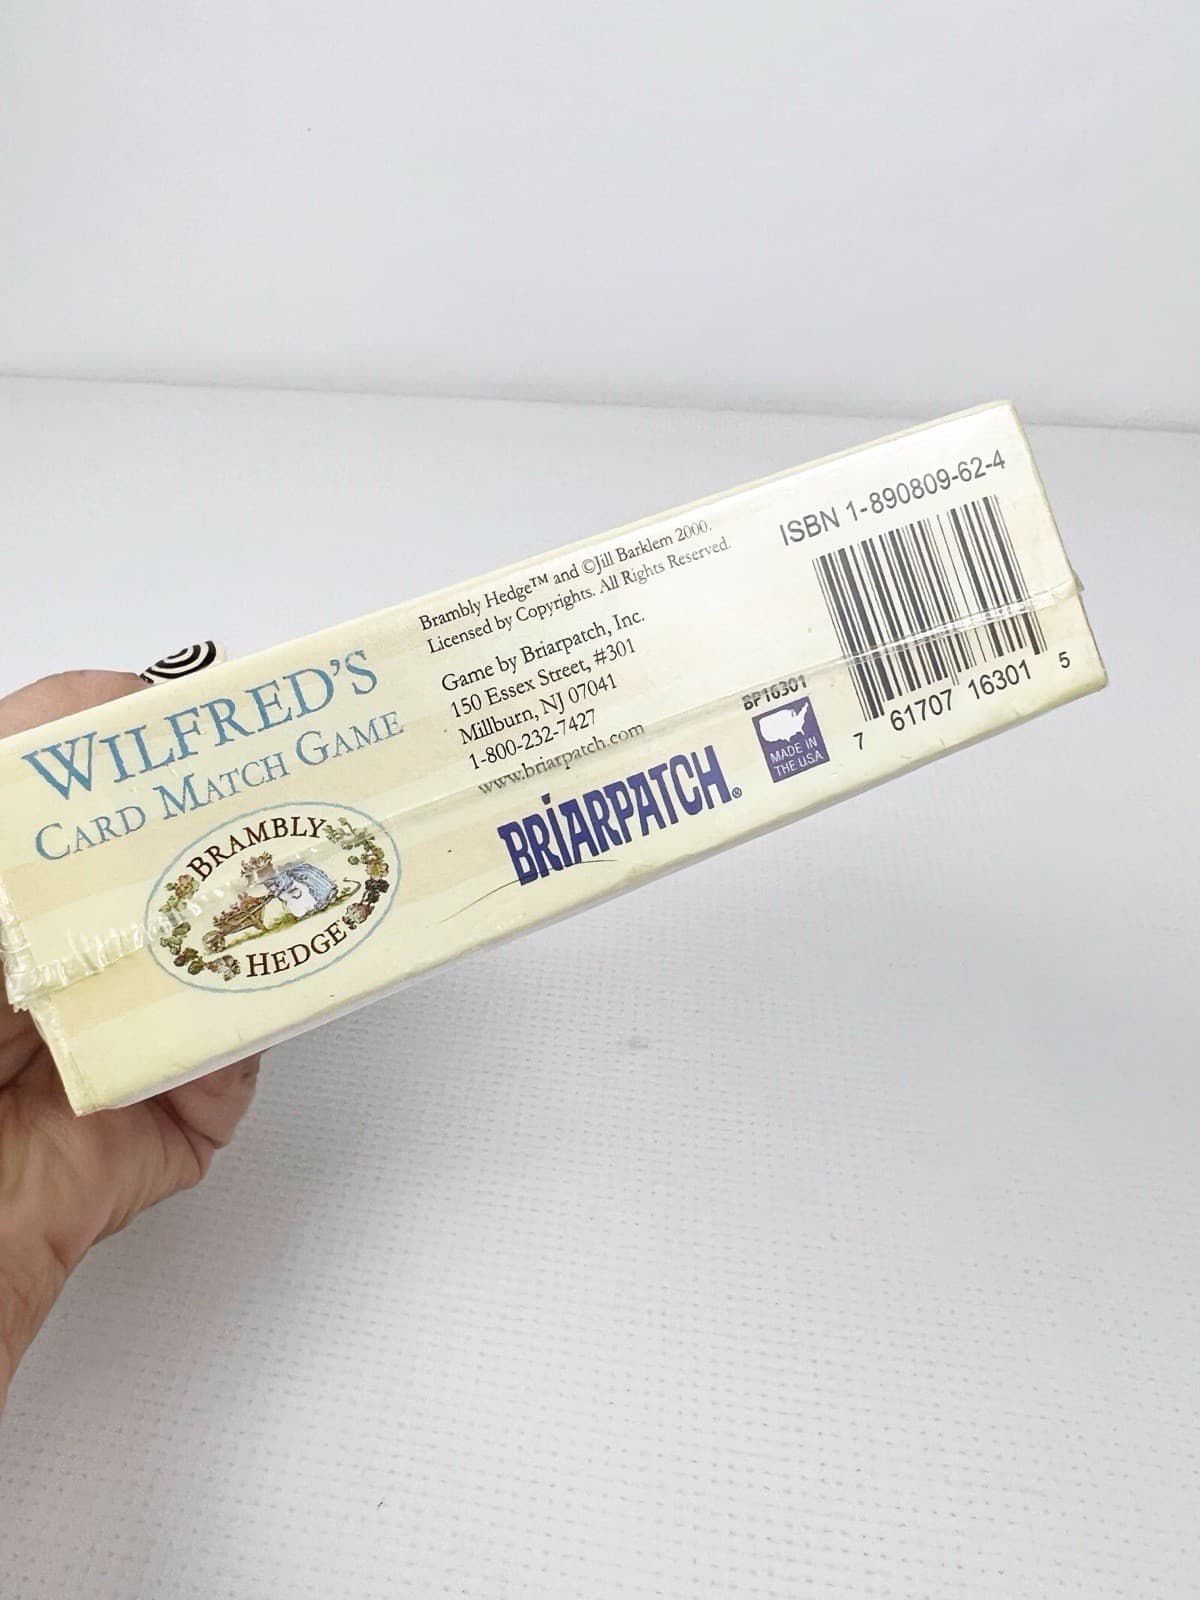 WILFRED'S
CARD MATCH GAME
BRAMBLY
HEDGE
Brambly Hedge™ and ©Jill Barklem 2000.
Licensed by Copyrights. All Rights Reserved.
Game by Briarpatch, Inc.
150 Essex Street, #301
Millburn, NJ 07041
1-800-232-7427
www.briarpatch.com
BRIARPATCH®
BP16301
MADE IN
THE USA
ISBN 1-890809-62-4
7 61707 16301 5